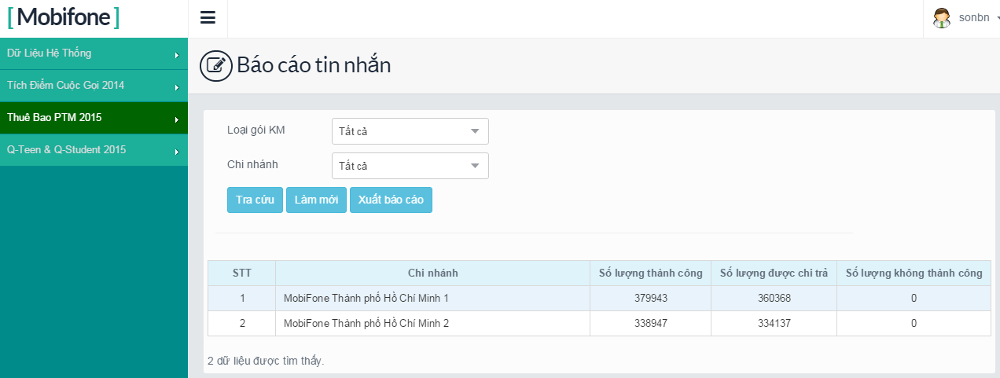 [ Mobifone ]
sonbn
Dữ Liệu Hệ Thống
Tích Điểm Cuộc Gọi 2014
Thuê Bao PTM 2015
Q-Teen & Q-Student 2015
Báo cáo tin nhắn
Loại gói KM Tất cả
Chi nhánh Tất cả
Tra cứu Làm mới Xuất báo cáo
STT Chi nhánh Số lượng thành công Số lượng được chi trả Số lượng không thành công
1 MobiFone Thành phố Hồ Chí Minh 1 379943 360368 0
2 MobiFone Thành phố Hồ Chí Minh 2 338947 334137 0
2 dữ liệu được tìm thấy.